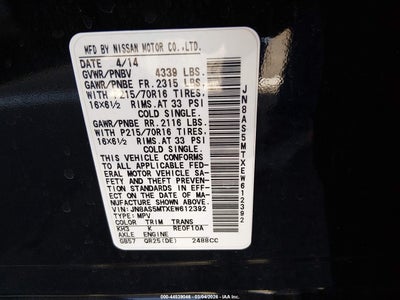 MFD BY NISSAN MOTOR CO.,LTD.
DATE 4/14
GVWR/PNBV 4339 LBS.
GAWR/PNBE FR. 2315 LBS.
WITH P215/70R16 TIRES.
16X6½ RIMS.AT 33 PSI
COLD SINGLE.
GAWR/PNBE RR. 2116 LBS.
WITH P215/70R16 TIRES.
16X6½ RIMS.AT 33 PSI
COLD SINGLE.
THIS VEHICLE CONFORMS
TO ALL APPLICABLE FED-
ERAL MOTOR VEHICLE SA-
FETY AND THEFT PREVEN-
TION STANDARDS IN EFF-
ECT ON THE DATE OF MA-
NUFACTURE SHOWN ABOVE.
VIN: JN8AS5MTXEW612392
TYPE: MPV
COLOR TRIM TRANS
KH3 K RE0F10A
AXLE ENGINE
GB57 QR25(DE) 2488CC
JN8AS5MTXEW612392
000-44939048 - 03/04/2026 - © COPYRIGHT IAA